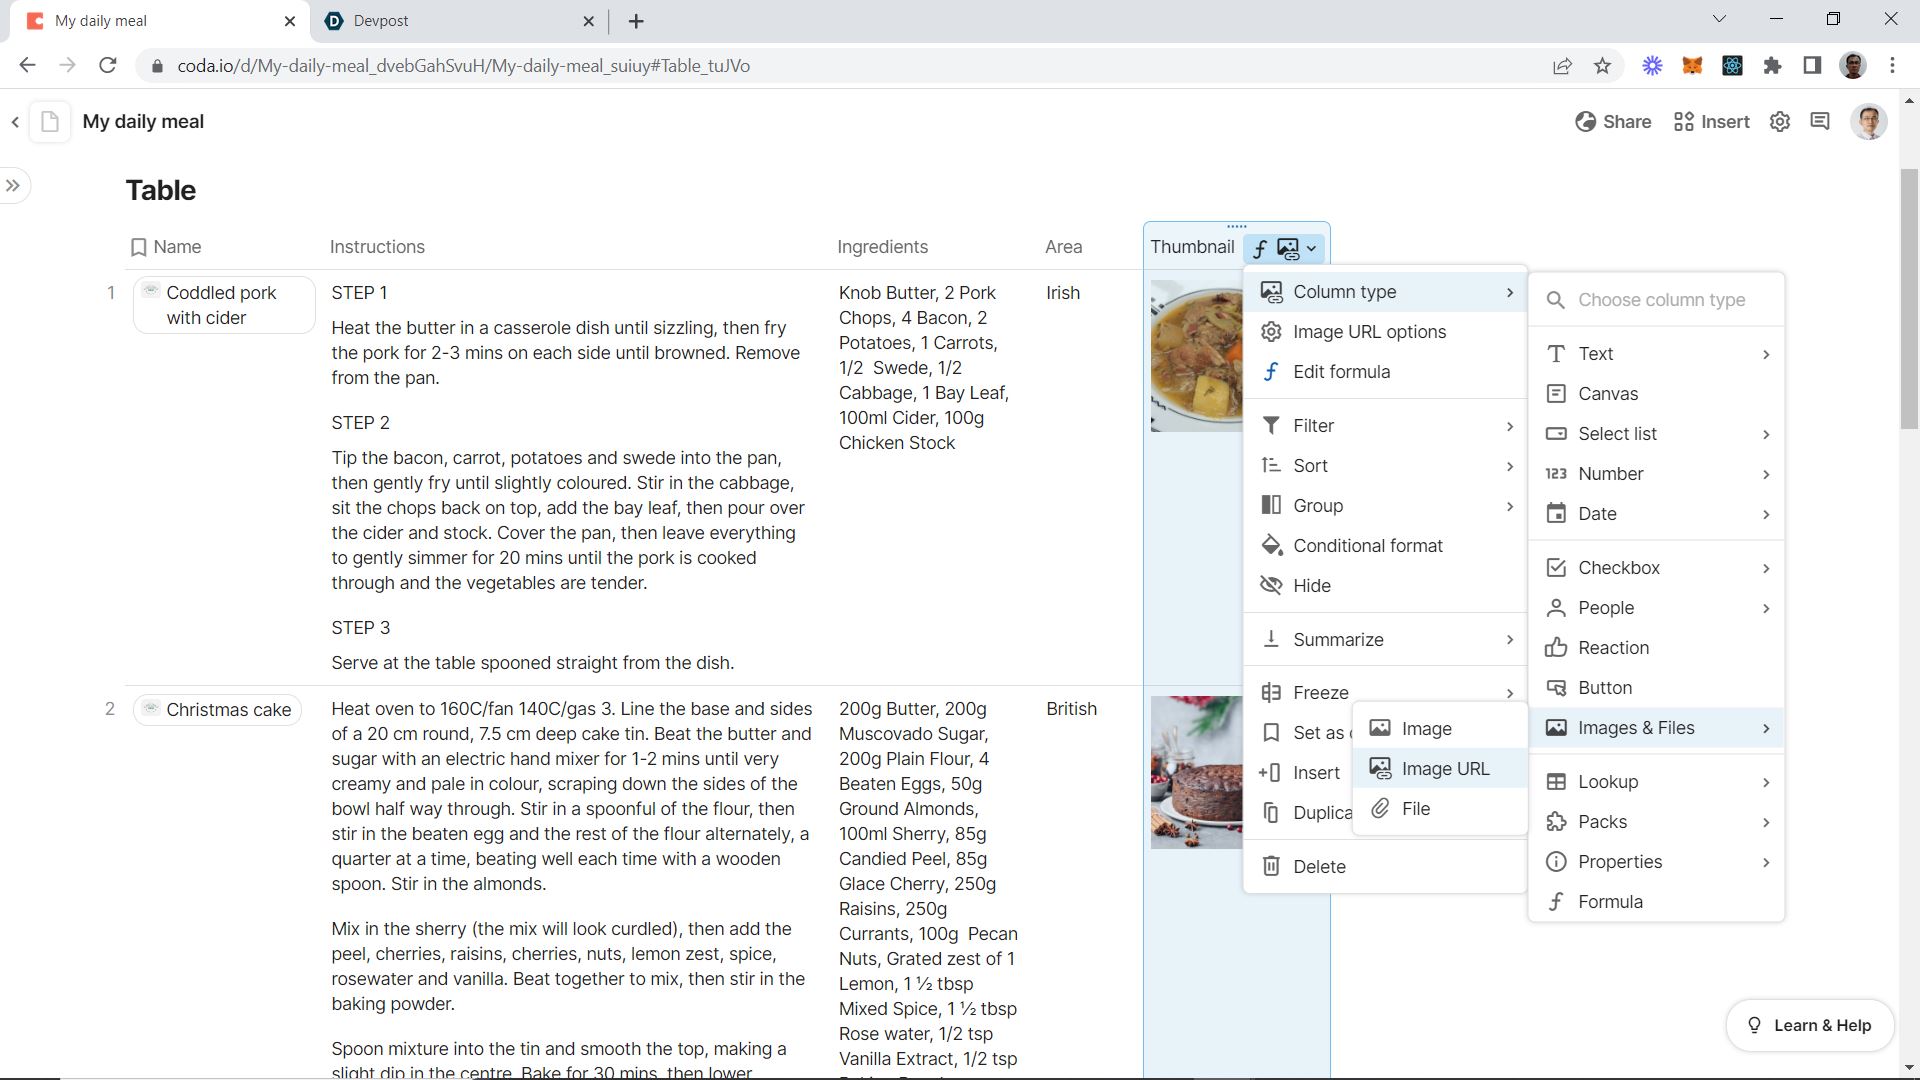 My daily meal
Devpost
coda.io/d/My-daily-meal_dvebGahSvuH/My-daily-meal_suiuy#Table_tuJVo
My daily meal
Share
Insert
Table
Name
Instructions
Ingredients
Area
Thumbnail
1
Coddled pork
with cider
STEP 1
Heat the butter in a casserole dish until sizzling, then fry
the pork for 2-3 mins on each side until browned. Remove
from the pan.
STEP 2
Tip the bacon, carrot, potatoes and swede into the pan,
then gently fry until slightly coloured. Stir in the cabbage,
sit the chops back on top, add the bay leaf, then pour over
the cider and stock. Cover the pan, then leave everything
to gently simmer for 20 mins until the pork is cooked
through and the vegetables are tender.
STEP 3
Serve at the table spooned straight from the dish.
Knob Butter, 2 Pork
Chops, 4 Bacon, 2
Potatoes, 1 Carrots,
1/2  Swede, 1/2
Cabbage, 1 Bay Leaf,
100ml Cider, 100g
Chicken Stock
Irish
2
Christmas cake
Heat oven to 160C/fan 140C/gas 3. Line the base and sides
of a 20 cm round, 7.5 cm deep cake tin. Beat the butter and
sugar with an electric hand mixer for 1-2 mins until very
creamy and pale in colour, scraping down the sides of the
bowl half way through. Stir in a spoonful of the flour, then
stir in the beaten egg and the rest of the flour alternately, a
quarter at a time, beating well each time with a wooden
spoon. Stir in the almonds.
Mix in the sherry (the mix will look curdled), then add the
peel, cherries, raisins, cherries, nuts, lemon zest, spice,
rosewater and vanilla. Beat together to mix, then stir in the
baking powder.
Spoon mixture into the tin and smooth the top, making a
slight dip in the centre. Bake for 30 mins, then lower
200g Butter, 200g
Muscovado Sugar,
200g Plain Flour, 4
Beaten Eggs, 50g
Ground Almonds,
100ml Sherry, 85g
Candied Peel, 85g
Glace Cherry, 250g
Raisins, 250g
Currants, 100g  Pecan
Nuts, Grated zest of 1
Lemon, 1 ½ tbsp
Mixed Spice, 1 ½ tbsp
Rose water, 1/2 tsp
Vanilla Extract, 1/2 tsp
British
Column type
Image URL options
Edit formula
Filter
Sort
Group
Conditional format
Hide
Summarize
Freeze
Set as
Insert
Duplica
Delete
Image
Image URL
File
Choose column type
Text
Canvas
Select list
123 Number
Date
Checkbox
People
Reaction
Button
Images & Files
Lookup
Packs
Properties
Formula
Learn & Help